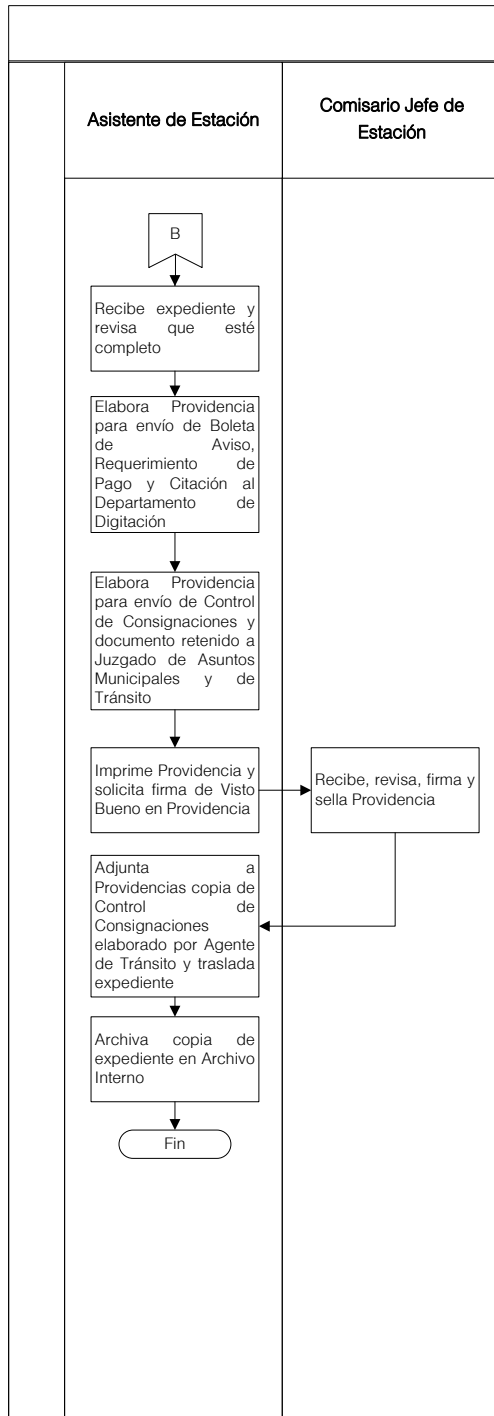 Asistente de Estación
Comisario Jefe de
Estación
B
Recibe expediente y
revisa que esté
completo
Elabora Providencia
para envío de Boleta
de Aviso,
Requerimiento de
Pago y Citación al
Departamento de
Digitación
Elabora Providencia
para envío de Control
de Consignaciones y
documento retenido a
Juzgado de Asuntos
Municipales y de
Tránsito
Imprime Providencia y
solicita firma de Visto
Bueno en Providencia
Recibe, revisa, firma y
sella Providencia
Adjunta a
Providencias copia de
Control de
Consignaciones
elaborado por Agente
de Tránsito y traslada
expediente
Archiva copia de
expediente en Archivo
Interno
Fin